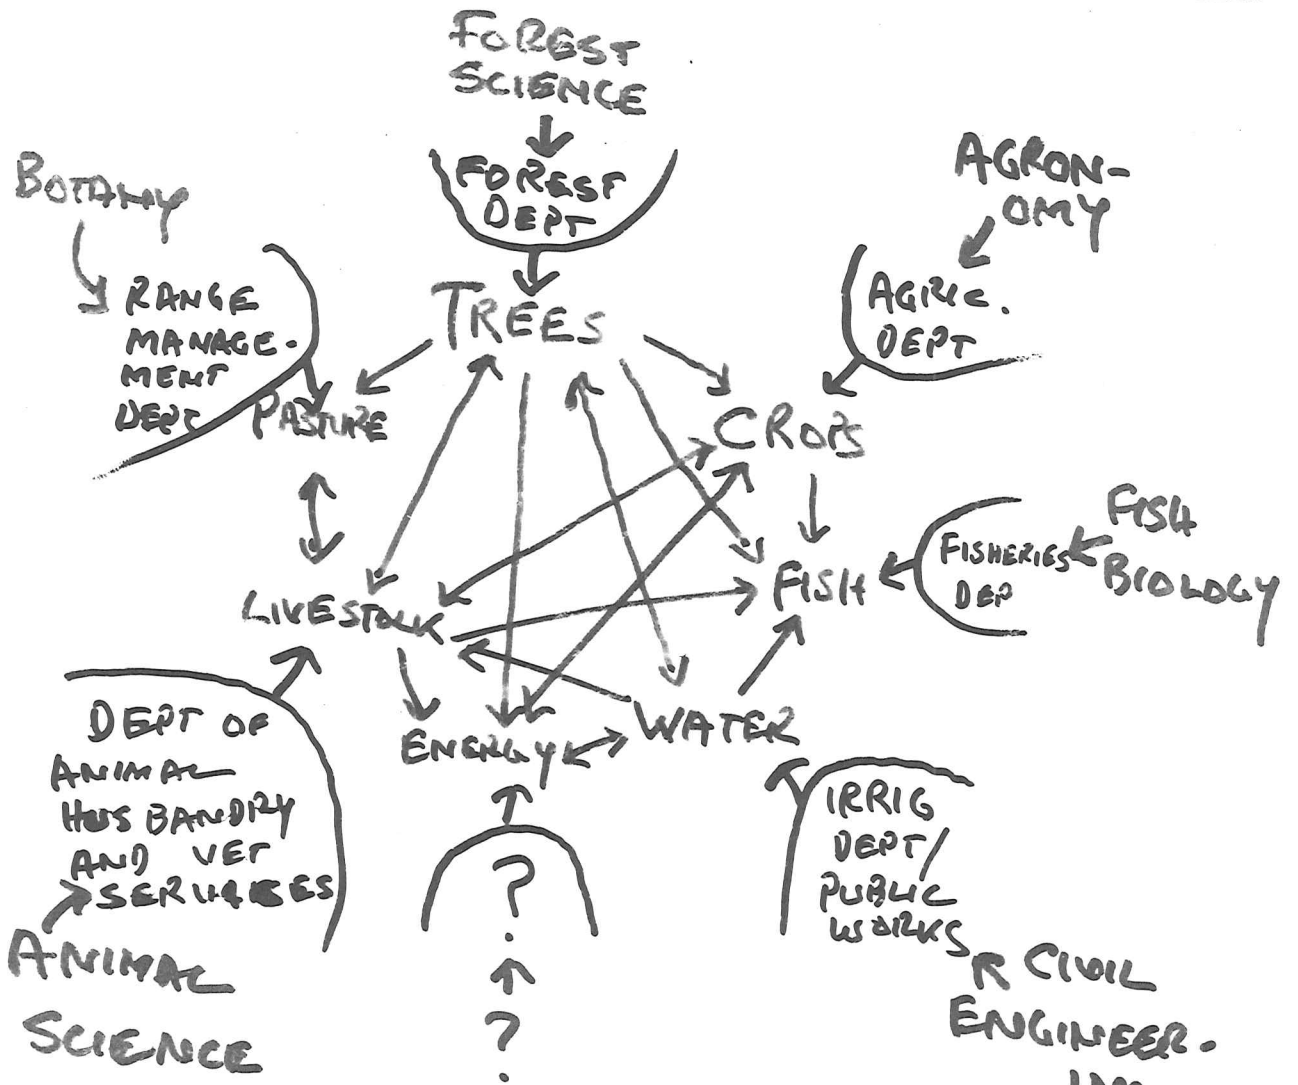 FOREST
SCIENCE
FOREST
DEPT
BOTANY
RANGE
MANAGE-
MENT
DEPT
AGRON-
OMY
AGRIC.
DEPT
TREES
PASTURE
CROPS
FISH
BIOLOGY
FISHERIES
DEP
FISH
LIVESTOCK
ENERGY
WATER
DEPT OF
ANIMAL
HUSBANDRY
AND VET
SERVICES
ANIMAL
SCIENCE
?
?
IRRIG
DEPT/
PUBLIC
WORKS
CIVIL
ENGINEER-